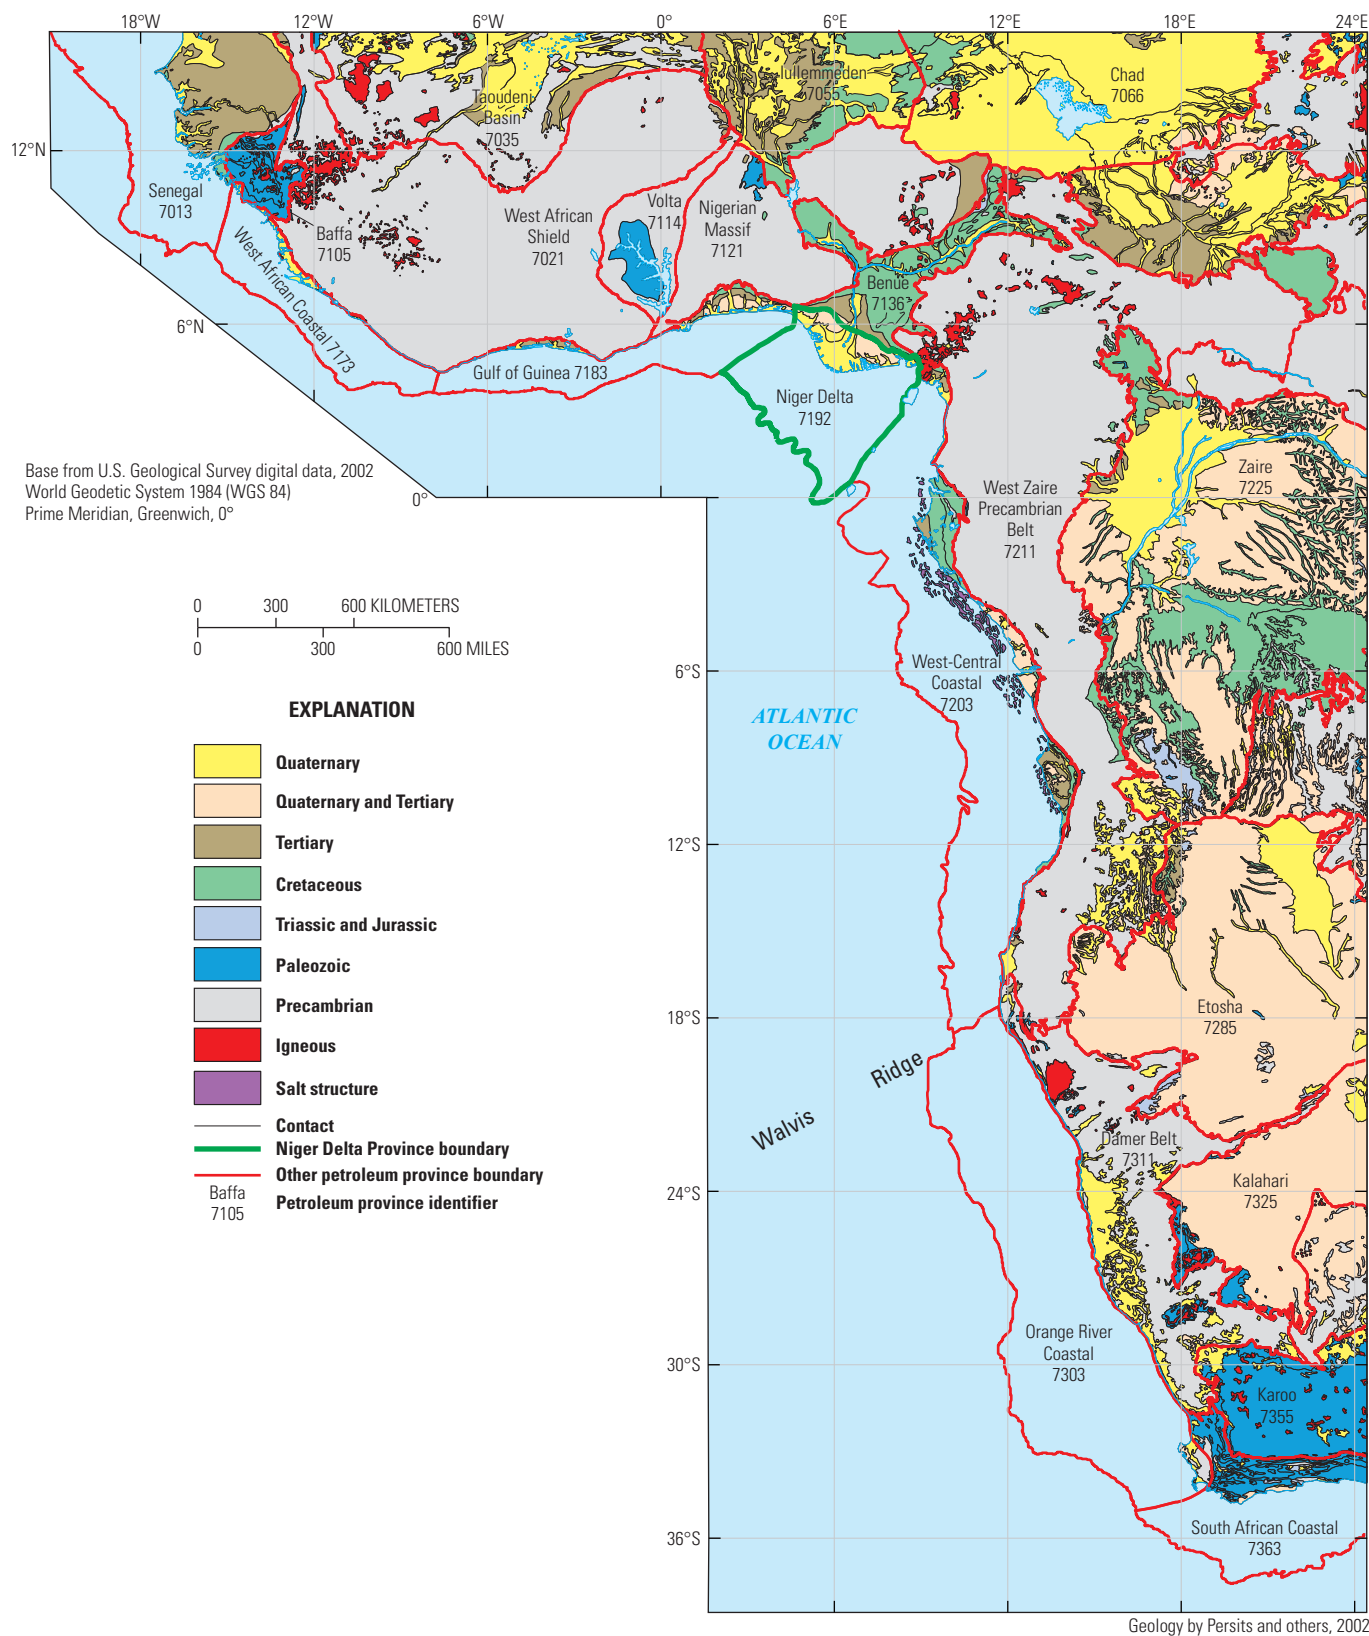 18°W
12°W
6°W
0°
6°E
12°E
18°E
24°E
12°N
6°N
0°
6°S
12°S
18°S
24°S
30°S
36°S
Senegal
7013
West African Coastal 7173
Baffa
7105
Taoudeni
Basin
7035
West African
Shield
7021
Volta
7114
Nigerian
Massif
7121
Iullemmeden
7055
Chad
7066
Benue
7136
Gulf of Guinea 7183
Niger Delta
7192
West Zaire
Precambrian
Belt
7211
Zaire
7225
West-Central
Coastal
7203
ATLANTIC
OCEAN
Etosha
7285
Walvis
Ridge
Damer Belt
7311
Kalahari
7325
Orange River
Coastal
7303
Karoo
7355
South African Coastal
7363
Base from U.S. Geological Survey digital data, 2002
World Geodetic System 1984 (WGS 84)
Prime Meridian, Greenwich, 0°
0 300 600 KILOMETERS
0 300 600 MILES
EXPLANATION
Quaternary
Quaternary and Tertiary
Tertiary
Cretaceous
Triassic and Jurassic
Paleozoic
Precambrian
Igneous
Salt structure
Contact
Niger Delta Province boundary
Other petroleum province boundary
Baffa
7105
Petroleum province identifier
Geology by Persits and others, 2002